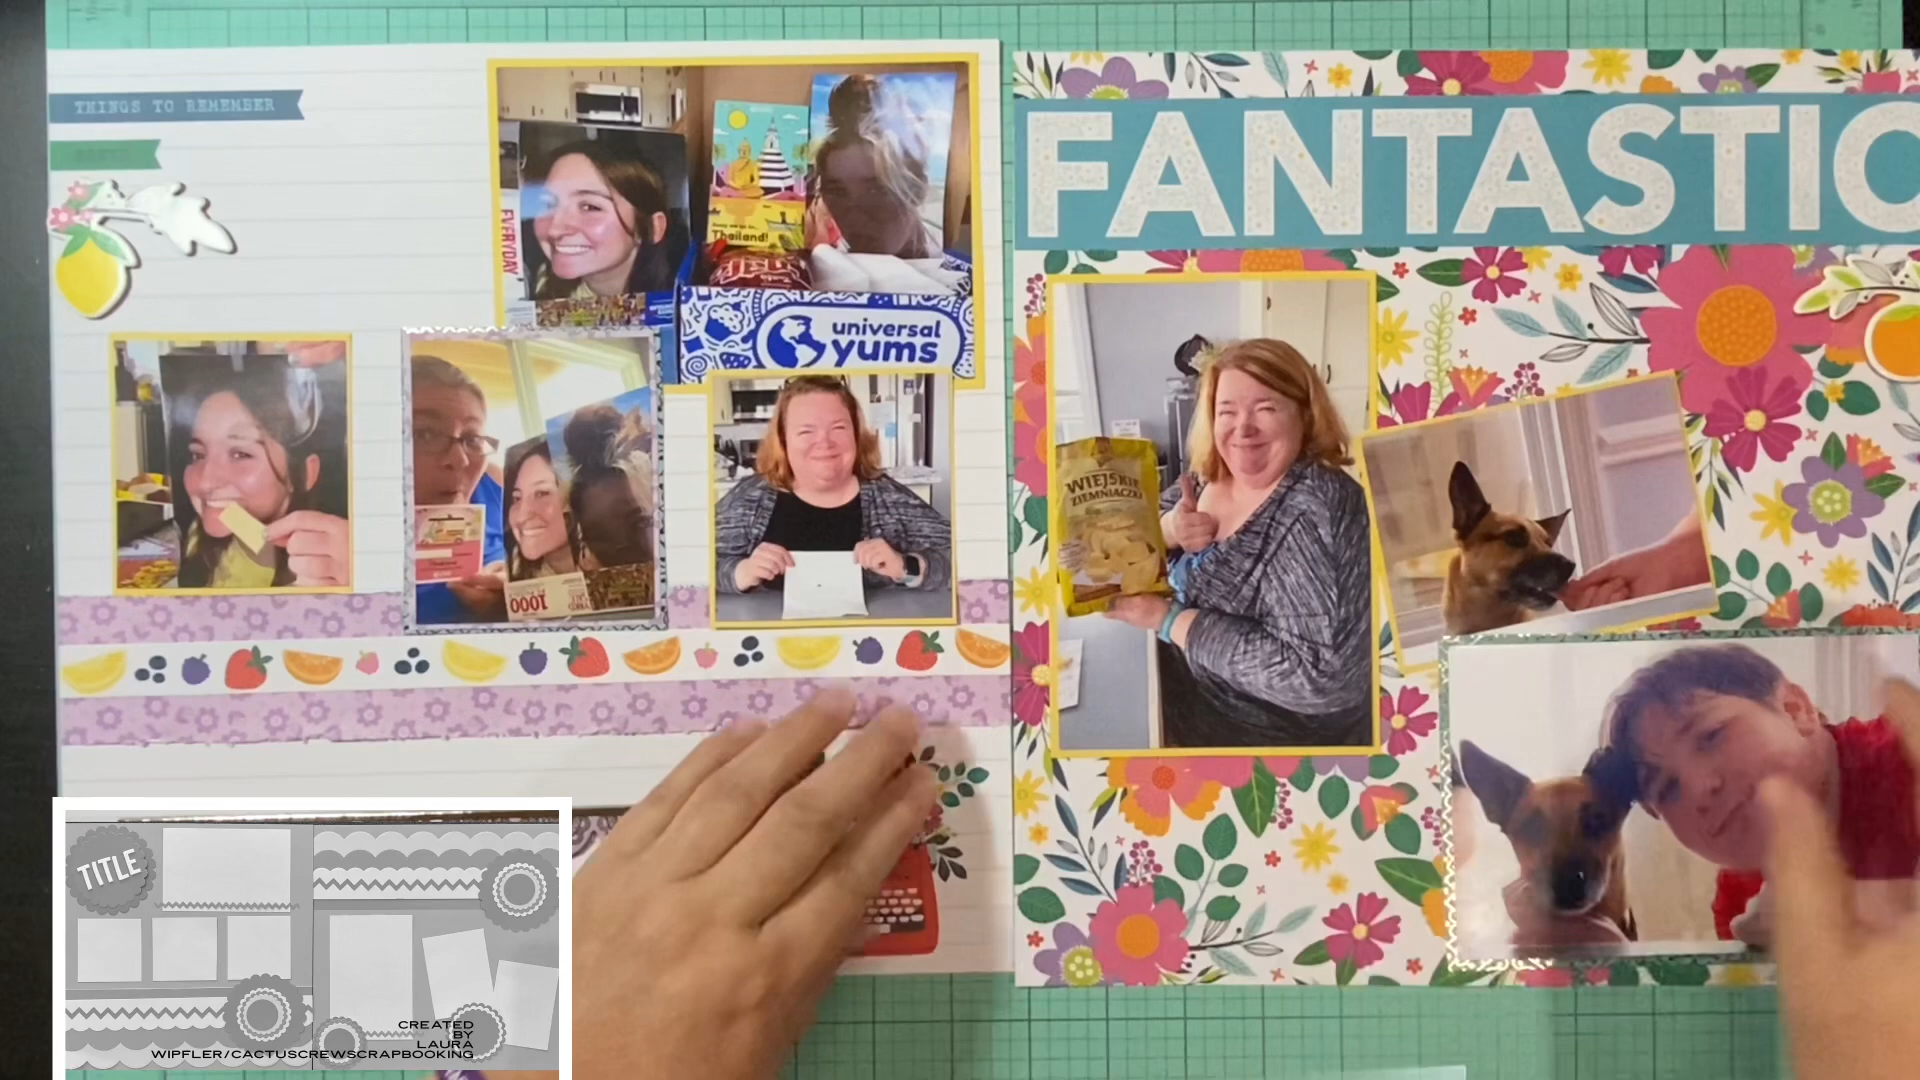 THINGS TO REMEMBER
FANTASTIC
EVERYDAY
Thailand!
universal
yums
WIEJSKIE
ZIEMNIACZKI
1000
TITLE
CREATED
BY
LAURA
WIPFLER/CACTUSCREWSCRAPBOOKING